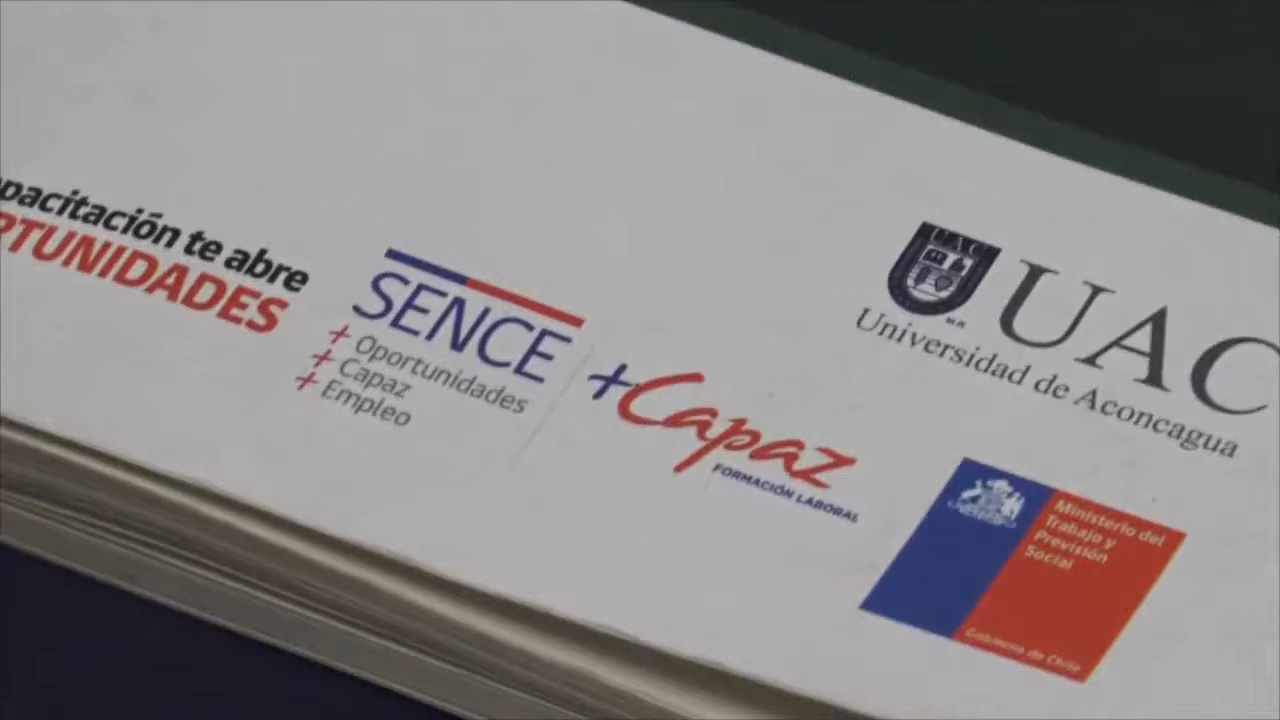 pacitación te abre
RTUNIDADES
SENCE
+ Oportunidades
+ Capaz
+ Empleo
+Capaz
FORMACIÓN LABORAL
UAC
UAC
Universidad de Aconcagua
Ministerio del
Trabajo y
Previsión
Social
Gobierno de Chile